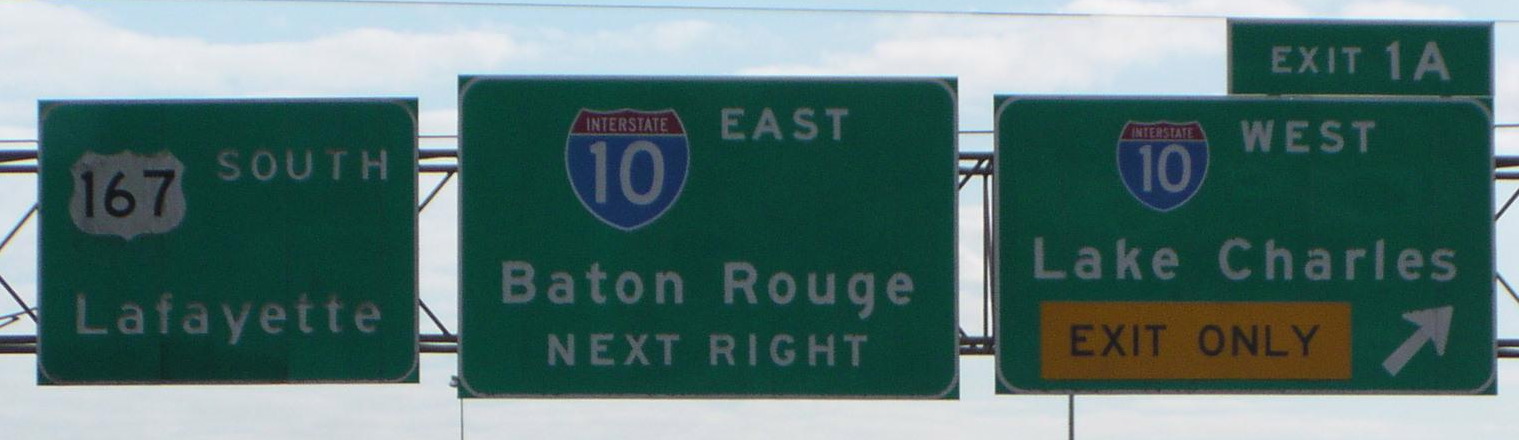 167 SOUTH
Lafayette
INTERSTATE
10 EAST
Baton Rouge
NEXT RIGHT
EXIT 1A
INTERSTATE
10 WEST
Lake Charles
EXIT ONLY